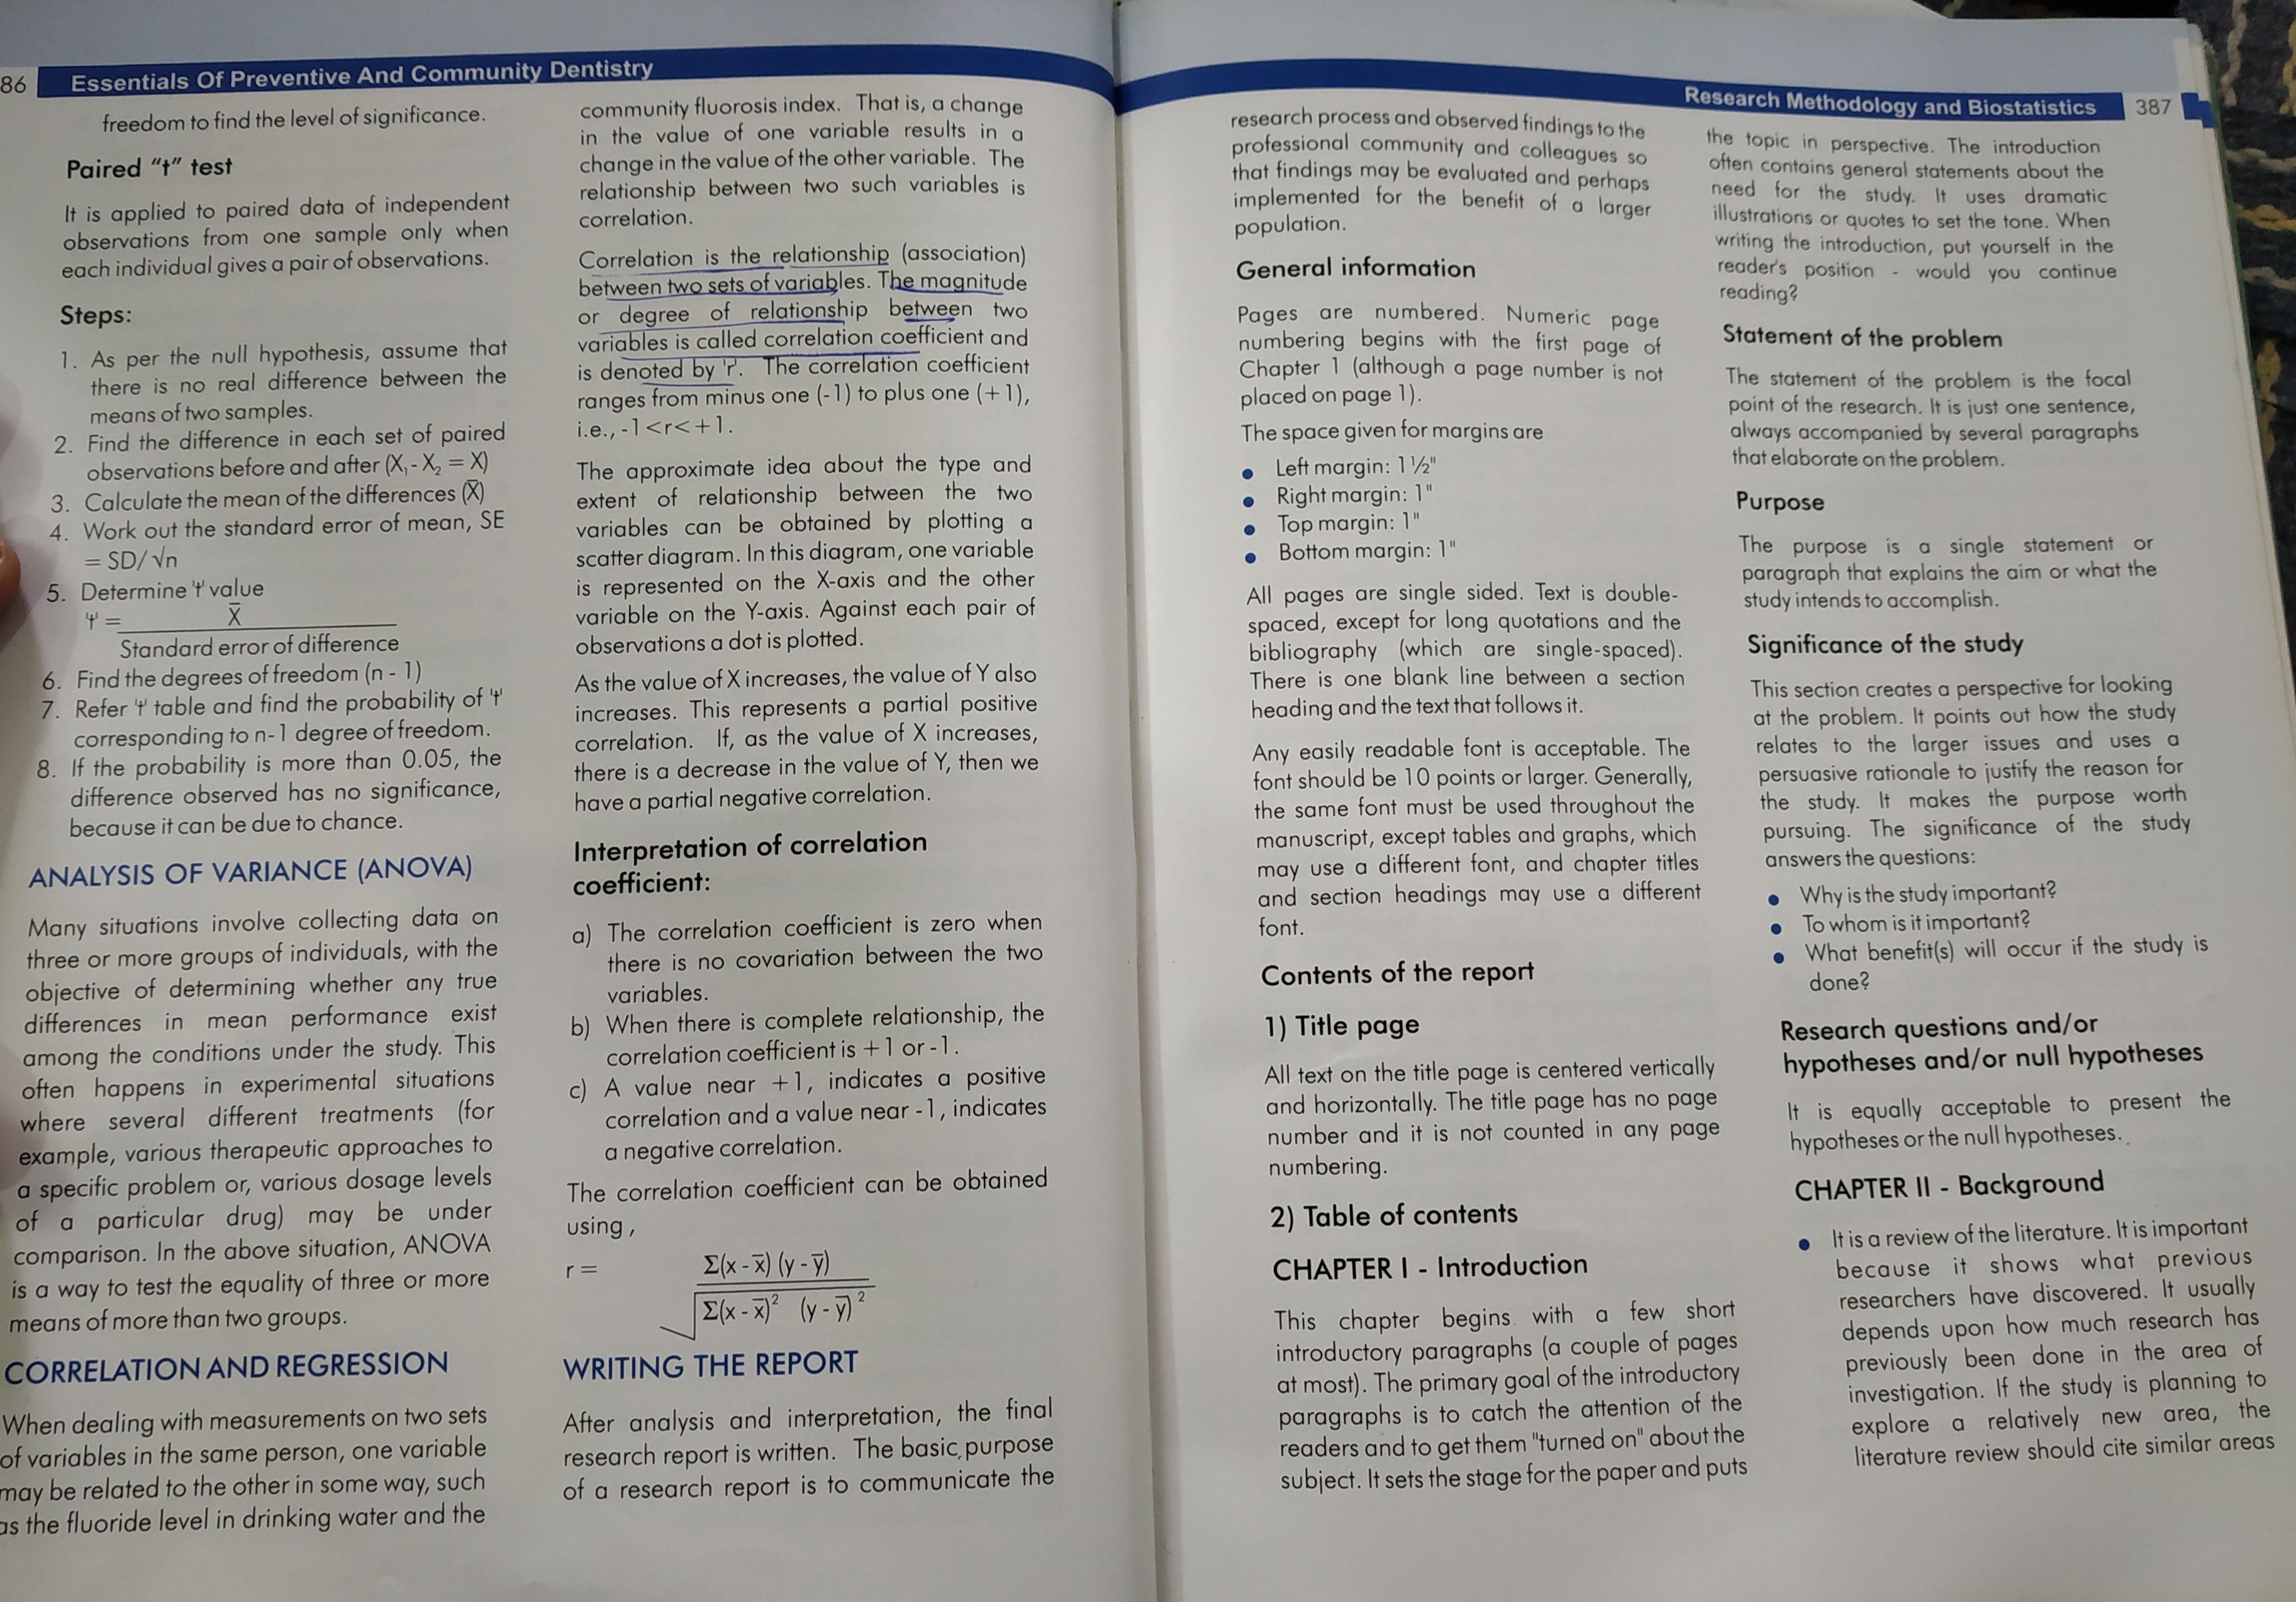 86
Essentials Of Preventive And Community Dentistry
freedom to find the level of significance.
Paired "t" test
It is applied to paired data of independent
observations from one sample only when
each individual gives a pair of observations.
Steps:
1. As per the null hypothesis, assume that
there is no real difference between the
means of two samples.
2. Find the difference in each set of paired
observations before and after (X₁ - X₂ = X)
3. Calculate the mean of the differences (X̄)
4. Work out the standard error of mean, SE
= SD/√n
5. Determine 't' value
't' = X̄
Standard error of difference
6. Find the degrees of freedom (n - 1)
7. Refer 't' table and find the probability of 't'
corresponding to n-1 degree of freedom.
8. If the probability is more than 0.05, the
difference observed has no significance,
because it can be due to chance.
ANALYSIS OF VARIANCE (ANOVA)
Many situations involve collecting data on
three or more groups of individuals, with the
objective of determining whether any true
differences in mean performance exist
among the conditions under the study. This
often happens in experimental situations
where several different treatments (for
example, various therapeutic approaches to
a specific problem or, various dosage levels
of a particular drug) may be under
comparison. In the above situation, ANOVA
is a way to test the equality of three or more
means of more than two groups.
CORRELATION AND REGRESSION
When dealing with measurements on two sets
of variables in the same person, one variable
may be related to the other in some way, such
as the fluoride level in drinking water and the
community fluorosis index. That is, a change
in the value of one variable results in a
change in the value of the other variable. The
relationship between two such variables is
correlation.
Correlation is the relationship (association)
between two sets of variables. The magnitude
or degree of relationship between two
variables is called correlation coefficient and
is denoted by 'r'. The correlation coefficient
ranges from minus one (-1) to plus one (+1),
i.e., -1<r<+1.
The approximate idea about the type and
extent of relationship between the two
variables can be obtained by plotting a
scatter diagram. In this diagram, one variable
is represented on the X-axis and the other
variable on the Y-axis. Against each pair of
observations a dot is plotted.
As the value of X increases, the value of Y also
increases. This represents a partial positive
correlation. If, as the value of X increases,
there is a decrease in the value of Y, then we
have a partial negative correlation.
Interpretation of correlation
coefficient:
a) The correlation coefficient is zero when
there is no covariation between the two
variables.
b) When there is complete relationship, the
correlation coefficient is +1 or -1.
c) A value near +1, indicates a positive
correlation and a value near -1, indicates
a negative correlation.
The correlation coefficient can be obtained
using,
r = Σ(x - x̄) (y - ȳ)
√Σ(x - x̄)² (y - ȳ)²
WRITING THE REPORT
After analysis and interpretation, the final
research report is written. The basic purpose
of a research report is to communicate the
Research Methodology and Biostatistics
387
research process and observed findings to the
professional community and colleagues so
that findings may be evaluated and perhaps
implemented for the benefit of a larger
population.
General information
Pages are numbered. Numeric page
numbering begins with the first page of
Chapter 1 (although a page number is not
placed on page 1).
The space given for margins are
● Left margin: 1½"
● Right margin: 1"
● Top margin: 1"
● Bottom margin: 1"
All pages are single sided. Text is double-
spaced, except for long quotations and the
bibliography (which are single-spaced).
There is one blank line between a section
heading and the text that follows it.
Any easily readable font is acceptable. The
font should be 10 points or larger. Generally,
the same font must be used throughout the
manuscript, except tables and graphs, which
may use a different font, and chapter titles
and section headings may use a different
font.
Contents of the report
1) Title page
All text on the title page is centered vertically
and horizontally. The title page has no page
number and it is not counted in any page
numbering.
2) Table of contents
CHAPTER I - Introduction
This chapter begins with a few short
introductory paragraphs (a couple of pages
at most). The primary goal of the introductory
paragraphs is to catch the attention of the
readers and to get them "turned on" about the
subject. It sets the stage for the paper and puts
the topic in perspective. The introduction
often contains general statements about the
need for the study. It uses dramatic
illustrations or quotes to set the tone. When
writing the introduction, put yourself in the
reader's position - would you continue
reading?
Statement of the problem
The statement of the problem is the focal
point of the research. It is just one sentence,
always accompanied by several paragraphs
that elaborate on the problem.
Purpose
The purpose is a single statement or
paragraph that explains the aim or what the
study intends to accomplish.
Significance of the study
This section creates a perspective for looking
at the problem. It points out how the study
relates to the larger issues and uses a
persuasive rationale to justify the reason for
the study. It makes the purpose worth
pursuing. The significance of the study
answers the questions:
● Why is the study important?
● To whom is it important?
● What benefit(s) will occur if the study is
done?
Research questions and/or
hypotheses and/or null hypotheses
It is equally acceptable to present the
hypotheses or the null hypotheses.
CHAPTER II - Background
● It is a review of the literature. It is important
because it shows what previous
researchers have discovered. It usually
depends upon how much research has
previously been done in the area of
investigation. If the study is planning to
explore a relatively new area, the
literature review should cite similar areas